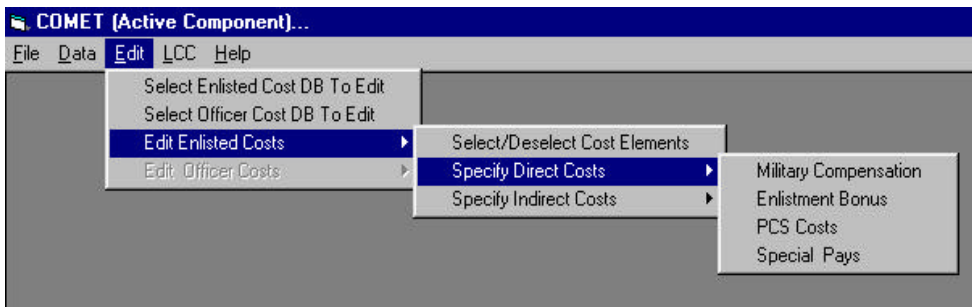 COMET (Active Component)...
File Data Edit LCC Help
Select Enlisted Cost DB To Edit
Select Officer Cost DB To Edit
Edit Enlisted Costs
Edit Officer Costs
Select/Deselect Cost Elements
Specify Direct Costs
Specify Indirect Costs
Military Compensation
Enlistment Bonus
PCS Costs
Special Pays